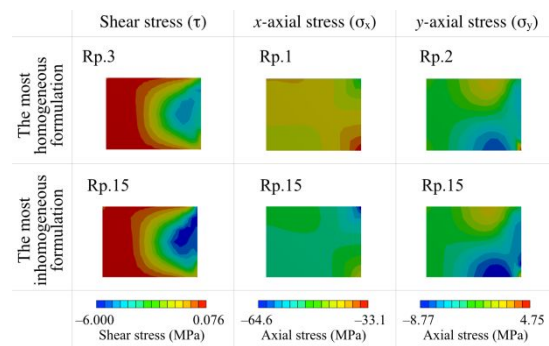 Shear stress (τ)
x-axial stress (σx)
y-axial stress (σy)
The most
homogeneous
formulation
Rp.3
Rp.1
Rp.2
The most
inhomogeneous
formulation
Rp.15
Rp.15
Rp.15
−6.000 0.076
Shear stress (MPa)
−64.6 −33.1
Axial stress (MPa)
−8.77 4.75
Axial stress (MPa)